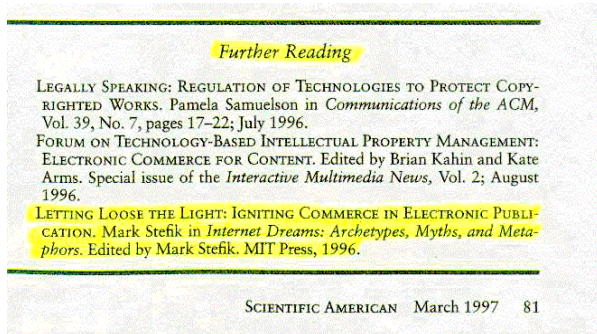 Further Reading
LEGALLY SPEAKING: REGULATION OF TECHNOLOGIES TO PROTECT COPY-
RIGHTED WORKS. Pamela Samuelson in Communications of the ACM,
Vol. 39, No. 7, pages 17–22; July 1996.
FORUM ON TECHNOLOGY-BASED INTELLECTUAL PROPERTY MANAGEMENT:
ELECTRONIC COMMERCE FOR CONTENT. Edited by Brian Kahin and Kate
Arms. Special issue of the Interactive Multimedia News, Vol. 2; August
1996.
LETTING LOOSE THE LIGHT: IGNITING COMMERCE IN ELECTRONIC PUBLI-
CATION. Mark Stefik in Internet Dreams: Archetypes, Myths, and Meta-
phors. Edited by Mark Stefik. MIT Press, 1996.
SCIENTIFIC AMERICAN March 1997 81